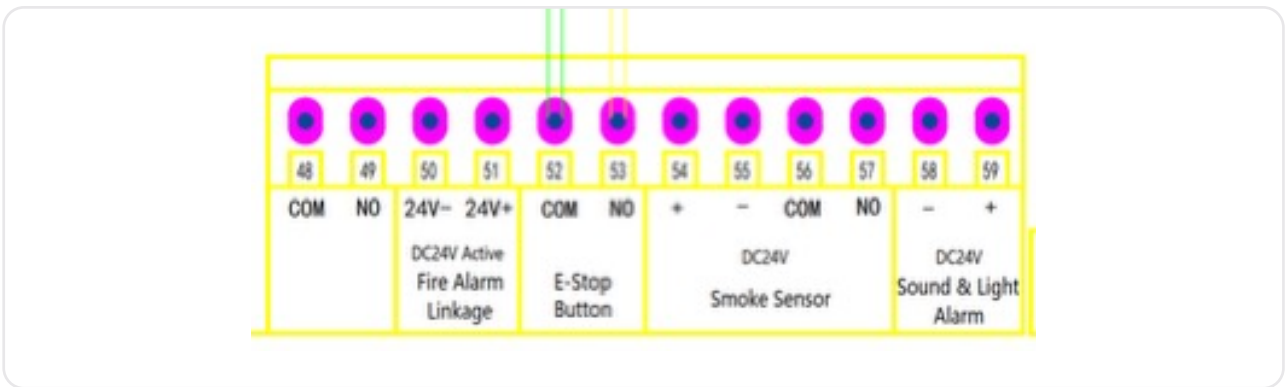 48 49 50 51 52 53 54 55 56 57 58 59
COM NO 24V- 24V+ COM NO + - COM NO - +
DC24V Active
Fire Alarm
Linkage
E-Stop
Button
DC24V
Smoke Sensor
DC24V
Sound & Light
Alarm